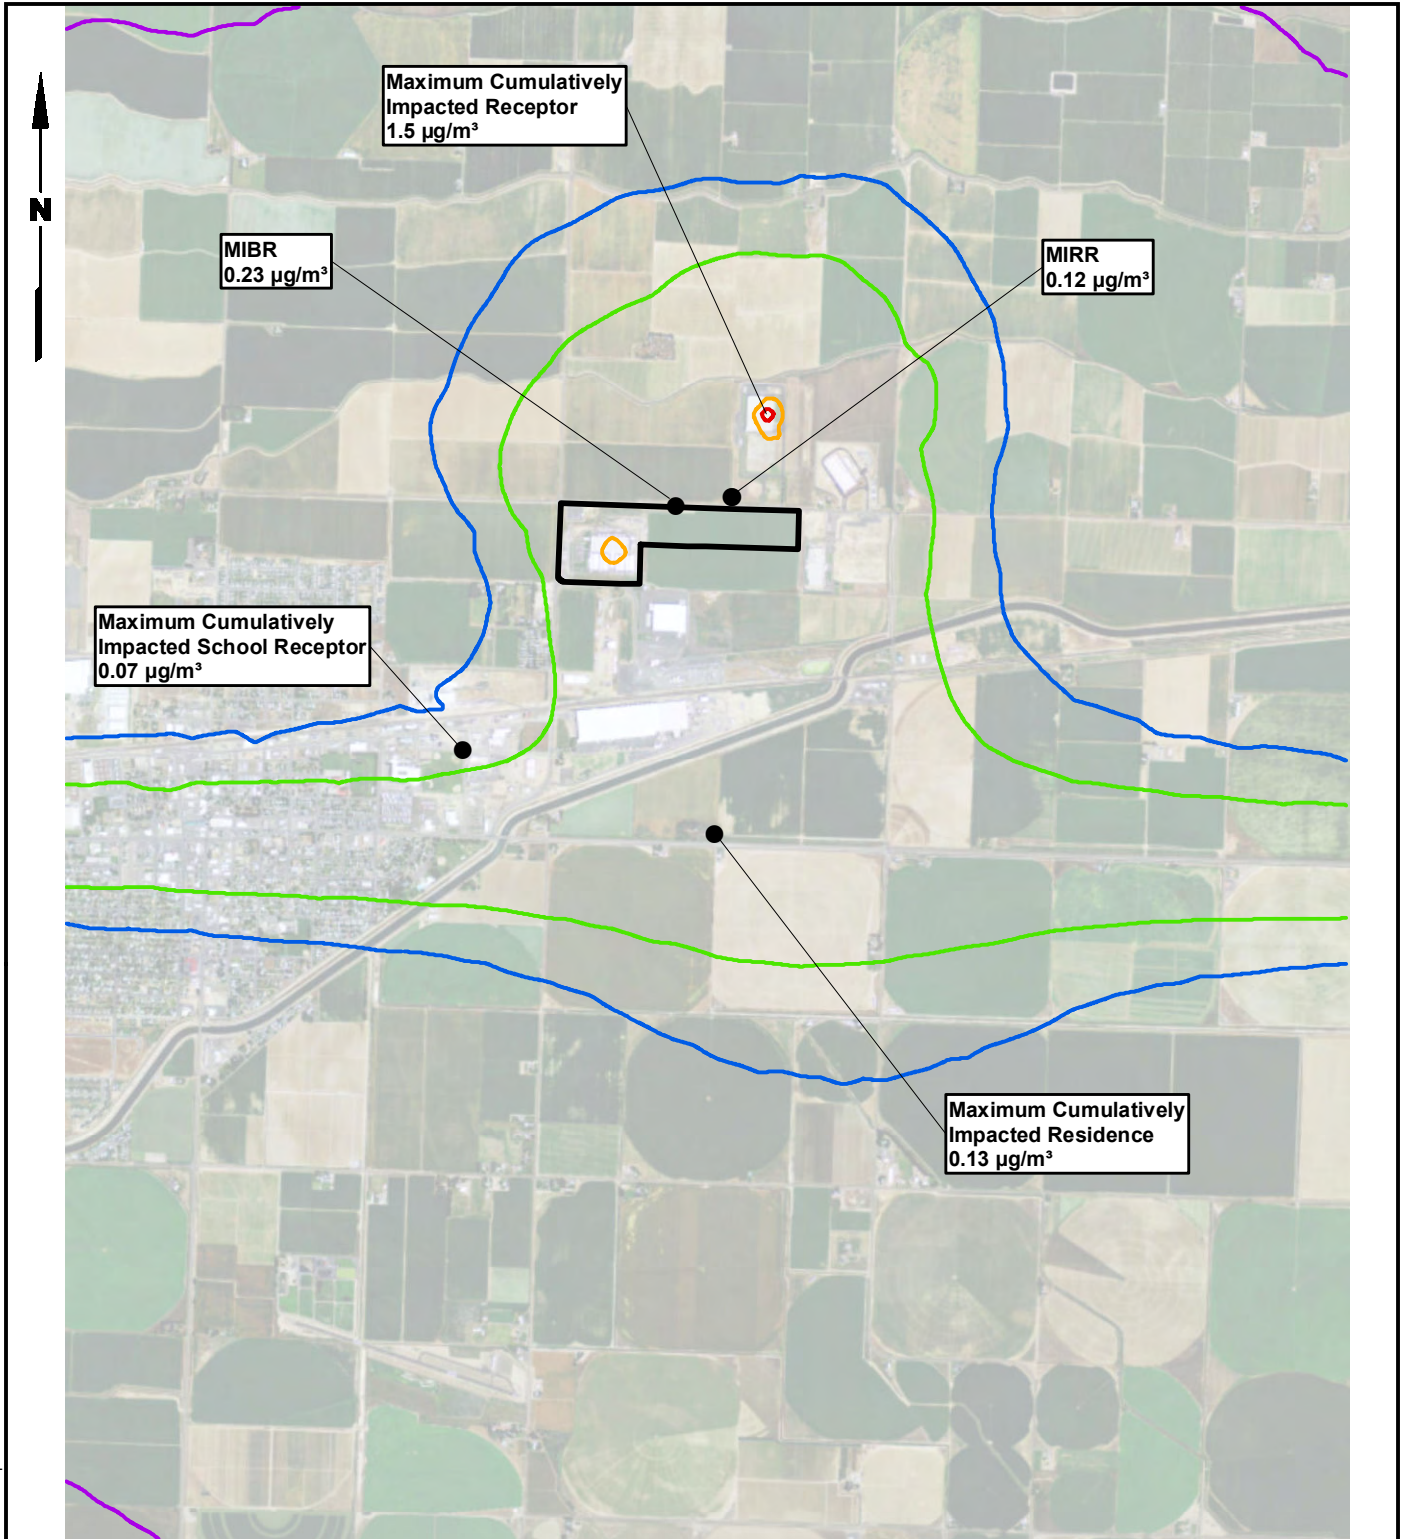 Maximum Cumulatively
Impacted Receptor
1.5 µg/m³
N
MIBR
0.23 µg/m³
MIRR
0.12 µg/m³
Maximum Cumulatively
Impacted School Receptor
0.07 µg/m³
Maximum Cumulatively
Impacted Residence
0.13 µg/m³